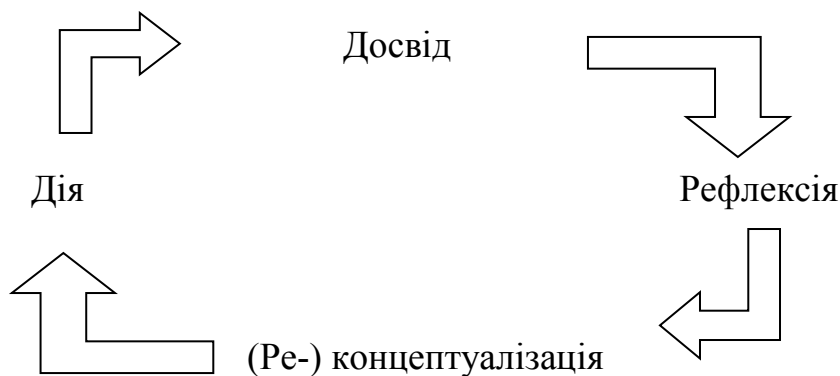 Досвід
Дія
Рефлексія
(Ре-) концептуалізація